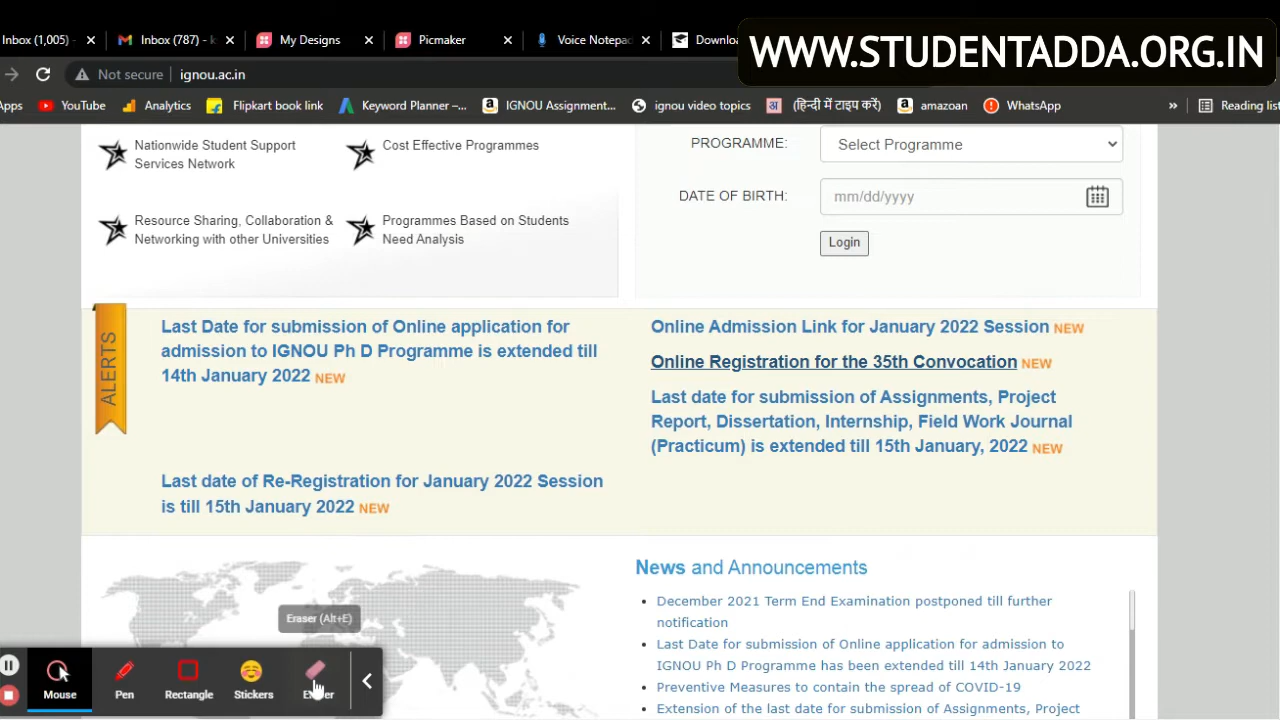 WWW.STUDENTADDA.ORG.IN
Inbox (1,005) - Inbox (787) - k My Designs Picmaker Voice Notepad Downlo
Not secure ignou.ac.in
Apps YouTube Analytics Flipkart book link Keyword Planner –... IGNOU Assignment... ignou video topics (हिन्दी में टाइप करें) amazoan WhatsApp » Reading list
Nationwide Student Support
Services Network
Cost Effective Programmes
Resource Sharing, Collaboration &
Networking with other Universities
Programmes Based on Students
Need Analysis
PROGRAMME: Select Programme
DATE OF BIRTH: mm/dd/yyyy
Login
ALERTS
Last Date for submission of Online application for
admission to IGNOU Ph D Programme is extended till
14th January 2022 NEW
Last date of Re-Registration for January 2022 Session
is till 15th January 2022 NEW
Online Admission Link for January 2022 Session NEW
Online Registration for the 35th Convocation NEW
Last date for submission of Assignments, Project
Report, Dissertation, Internship, Field Work Journal
(Practicum) is extended till 15th January, 2022 NEW
News and Announcements
December 2021 Term End Examination postponed till further
notification
Last Date for submission of Online application for admission to
IGNOU Ph D Programme has been extended till 14th January 2022
Preventive Measures to contain the spread of COVID-19
Extension of the last date for submission of Assignments, Project
Eraser (Alt+E)
Mouse Pen Rectangle Stickers Eraser